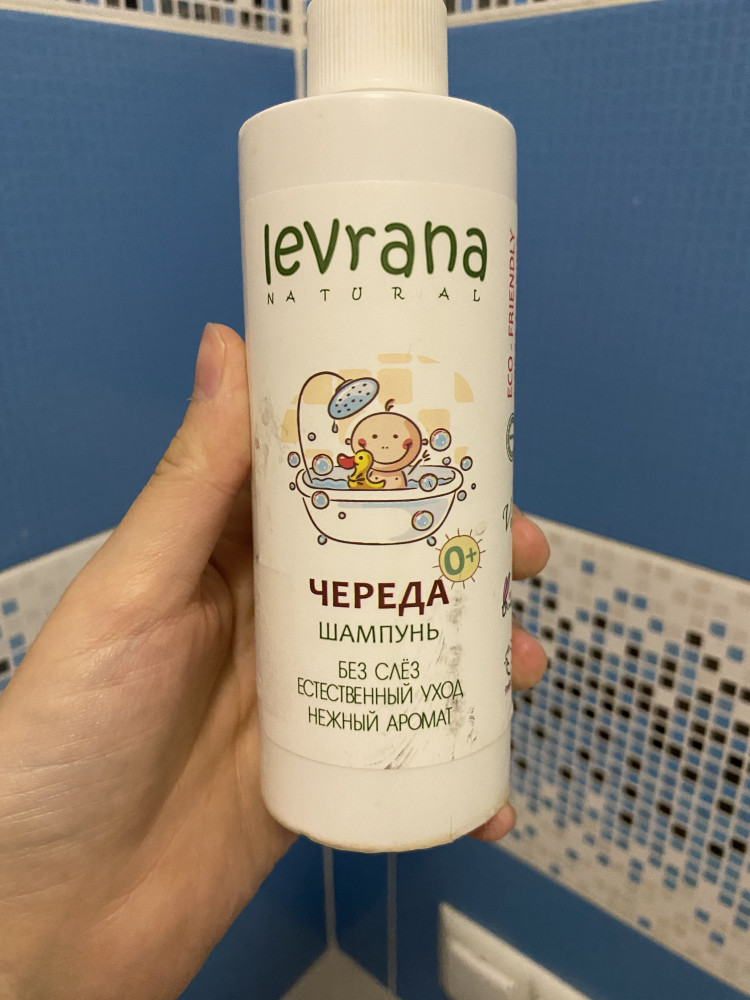 levrana
NATURAL
ECO - FRIENDLY
0+
ЧЕРЕДА
ШАМПУНЬ
БЕЗ СЛЁЗ
ЕСТЕСТВЕННЫЙ УХОД
НЕЖНЫЙ АРОМАТ